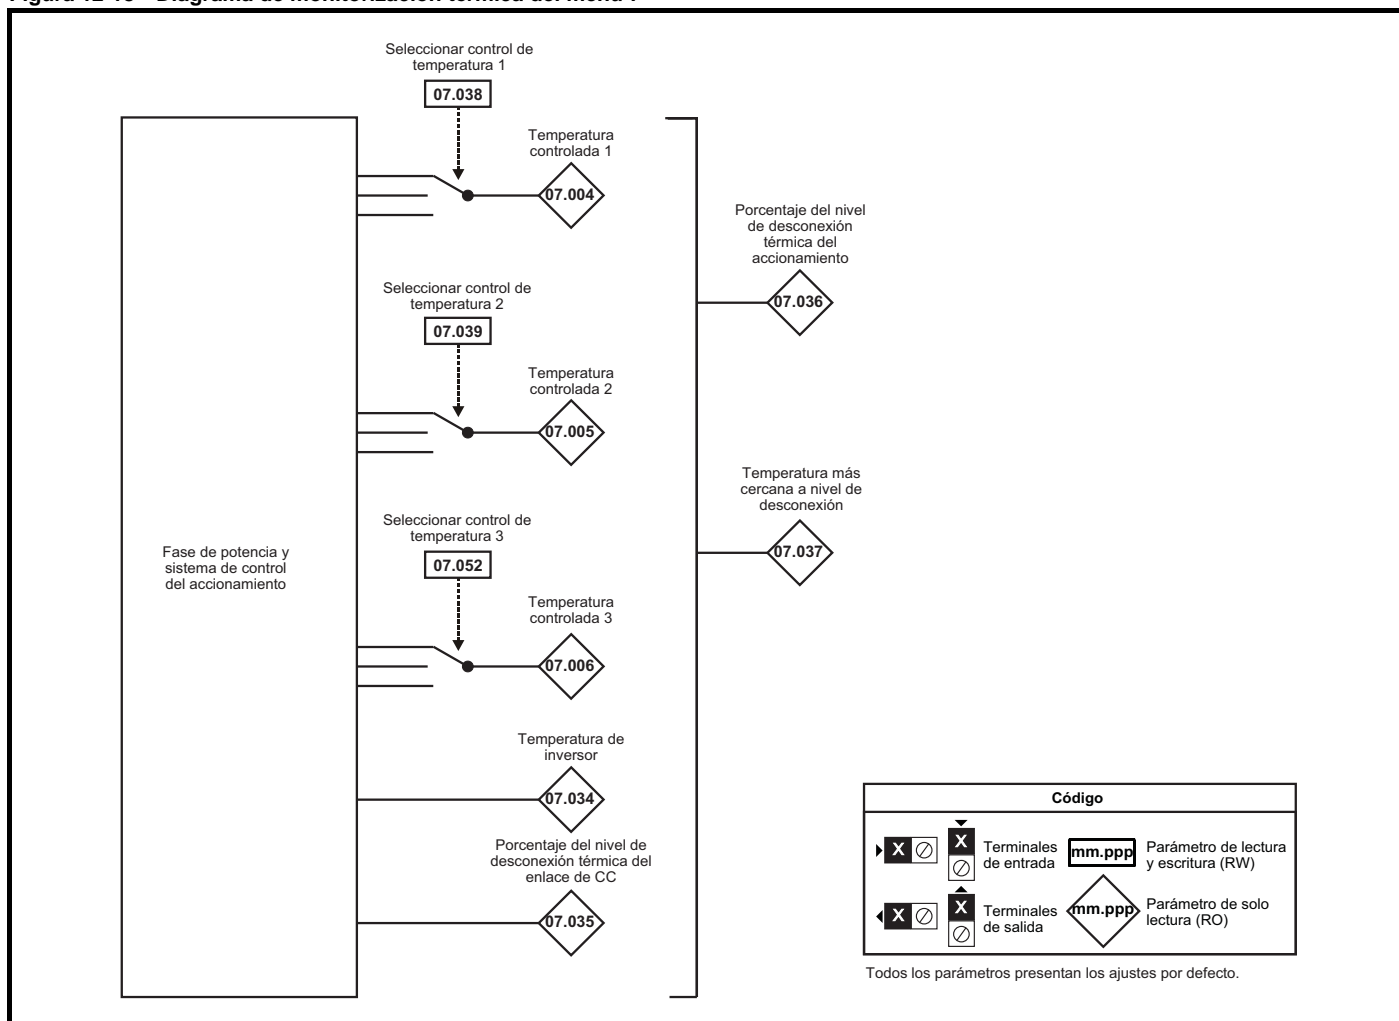 Seleccionar control de
temperatura 1
07.038
Temperatura
controlada 1
07.004
Seleccionar control de
temperatura 2
07.039
Temperatura
controlada 2
07.005
Seleccionar control de
temperatura 3
07.052
Temperatura
controlada 3
07.006
Fase de potencia y
sistema de control
del accionamiento
Temperatura de
inversor
07.034
Porcentaje del nivel de
desconexión térmica del
enlace de CC
07.035
Porcentaje del nivel
de desconexión
térmica del
accionamiento
07.036
Temperatura más
cercana a nivel de
desconexión
07.037
Código
X
X
Terminales
de entrada
mm.ppp
Parámetro de lectura
y escritura (RW)
X
X
Terminales
de salida
mm.ppp
Parámetro de solo
lectura (RO)
Todos los parámetros presentan los ajustes por defecto.